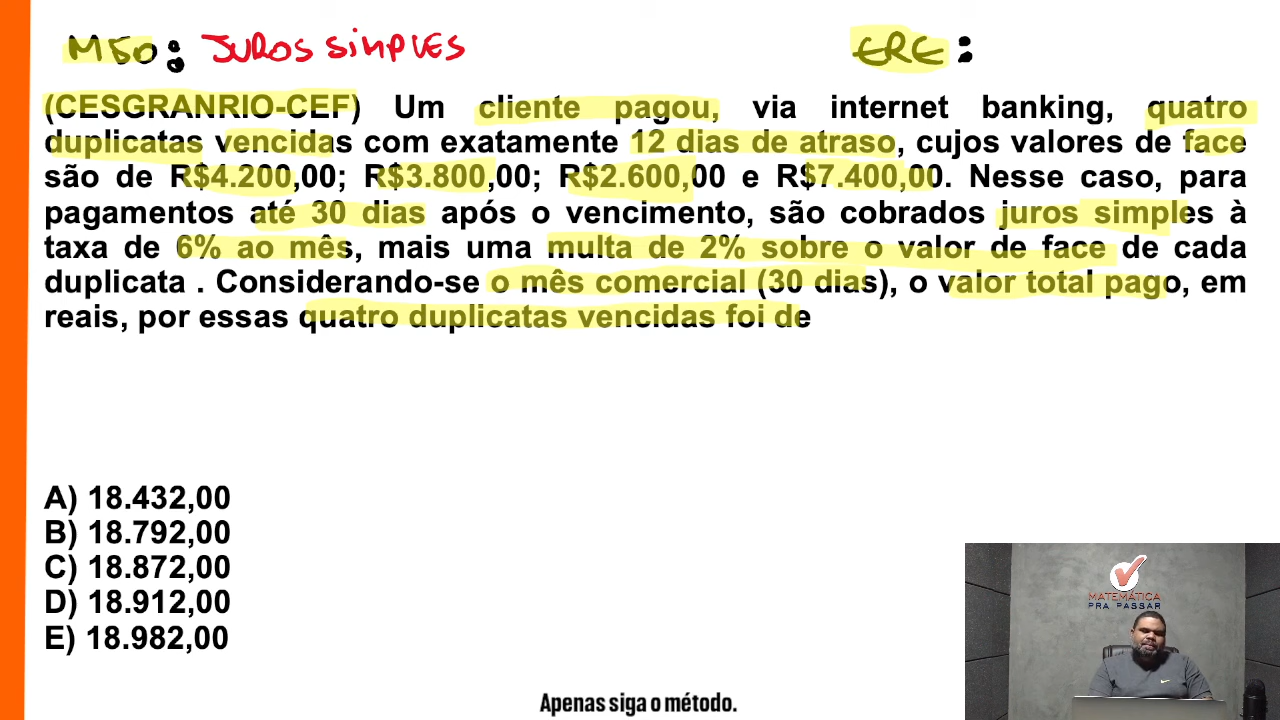 M50: JUROS SIMPLES
ERE:
(CESGRANRIO-CEF) Um cliente pagou, via internet banking, quatro
duplicatas vencidas com exatamente 12 dias de atraso, cujos valores de face
são de R$4.200,00; R$3.800,00; R$2.600,00 e R$7.400,00. Nesse caso, para
pagamentos até 30 dias após o vencimento, são cobrados juros simples à
taxa de 6% ao mês, mais uma multa de 2% sobre o valor de face de cada
duplicata . Considerando-se o mês comercial (30 dias), o valor total pago, em
reais, por essas quatro duplicatas vencidas foi de
A) 18.432,00
B) 18.792,00
C) 18.872,00
D) 18.912,00
E) 18.982,00
MATEMÁTICA
PRA PASSAR
Apenas siga o método.